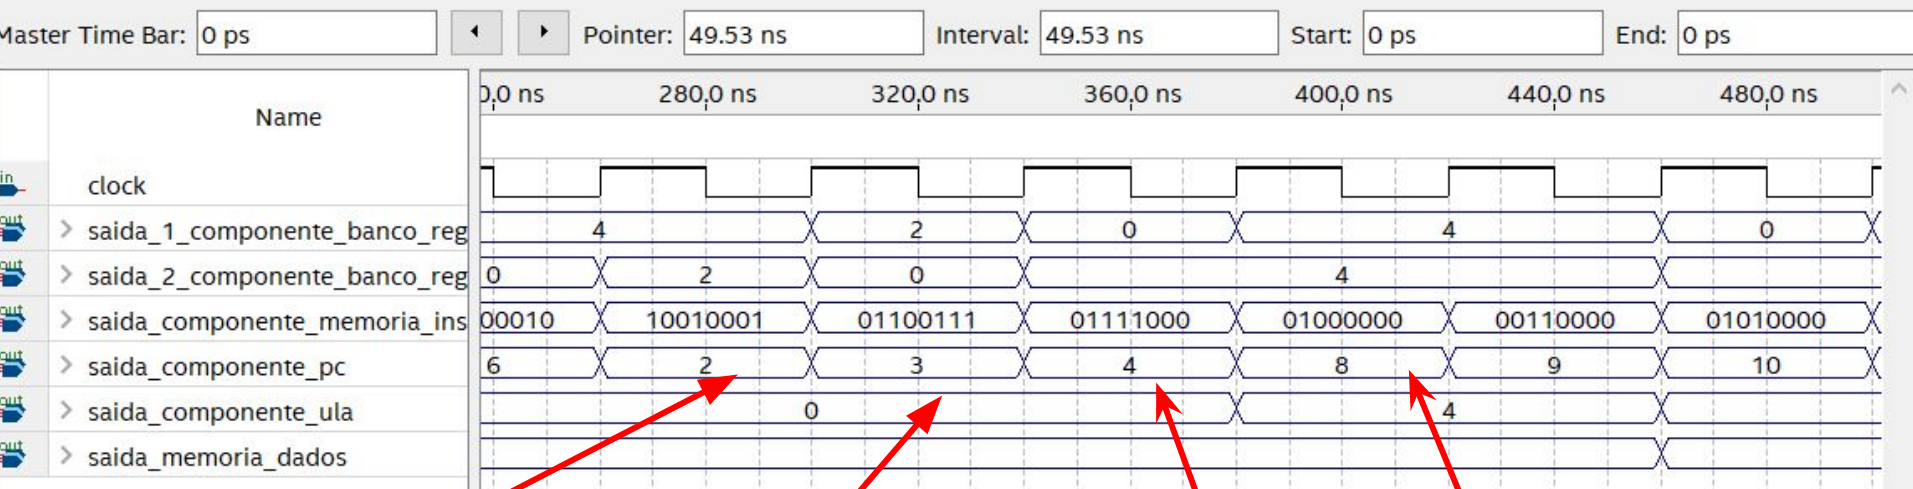 Master Time Bar: 0 ps Pointer: 49.53 ns Interval: 49.53 ns Start: 0 ps End: 0 ps
Name 0,0 ns 280,0 ns 320,0 ns 360,0 ns 400,0 ns 440,0 ns 480,0 ns
in clock
out saida_1_componente_banco_reg 4 2 0 4 0
out saida_2_componente_banco_reg 0 2 0 4
out saida_componente_memoria_ins 00010 10010001 01100111 01111000 01000000 00110000 01010000
out saida_componente_pc 6 2 3 4 8 9 10
out saida_componente_ula 0 4
out saida_memoria_dados